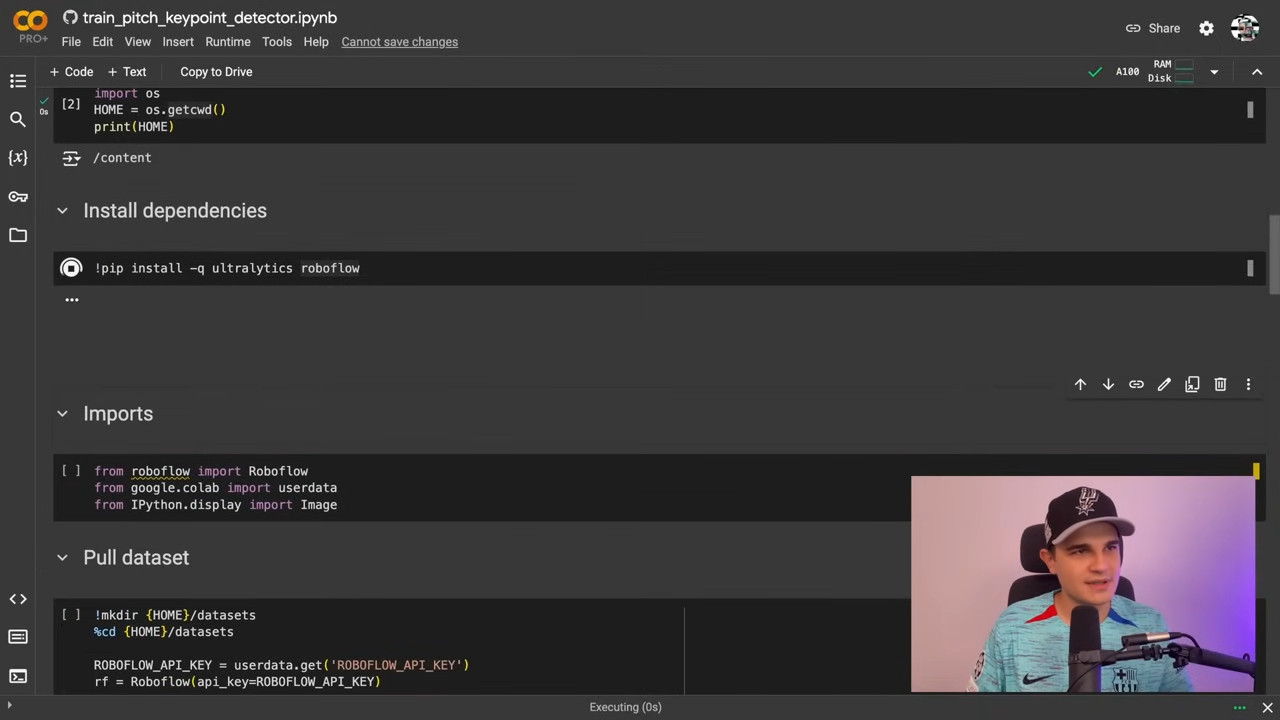 train_pitch_keypoint_detector.ipynb
PRO+
File Edit View Insert Runtime Tools Help Cannot save changes
Share
+ Code + Text Copy to Drive
A100
RAM
Disk
import os
[2]
HOME = os.getcwd()
0s
print(HOME)
/content
Install dependencies
!pip install -q ultralytics roboflow
...
Imports
[ ] from roboflow import Roboflow
from google.colab import userdata
from IPython.display import Image
Pull dataset
[ ] !mkdir {HOME}/datasets
%cd {HOME}/datasets
ROBOFLOW_API_KEY = userdata.get('ROBOFLOW_API_KEY')
rf = Roboflow(api_key=ROBOFLOW_API_KEY)
Executing (0s)